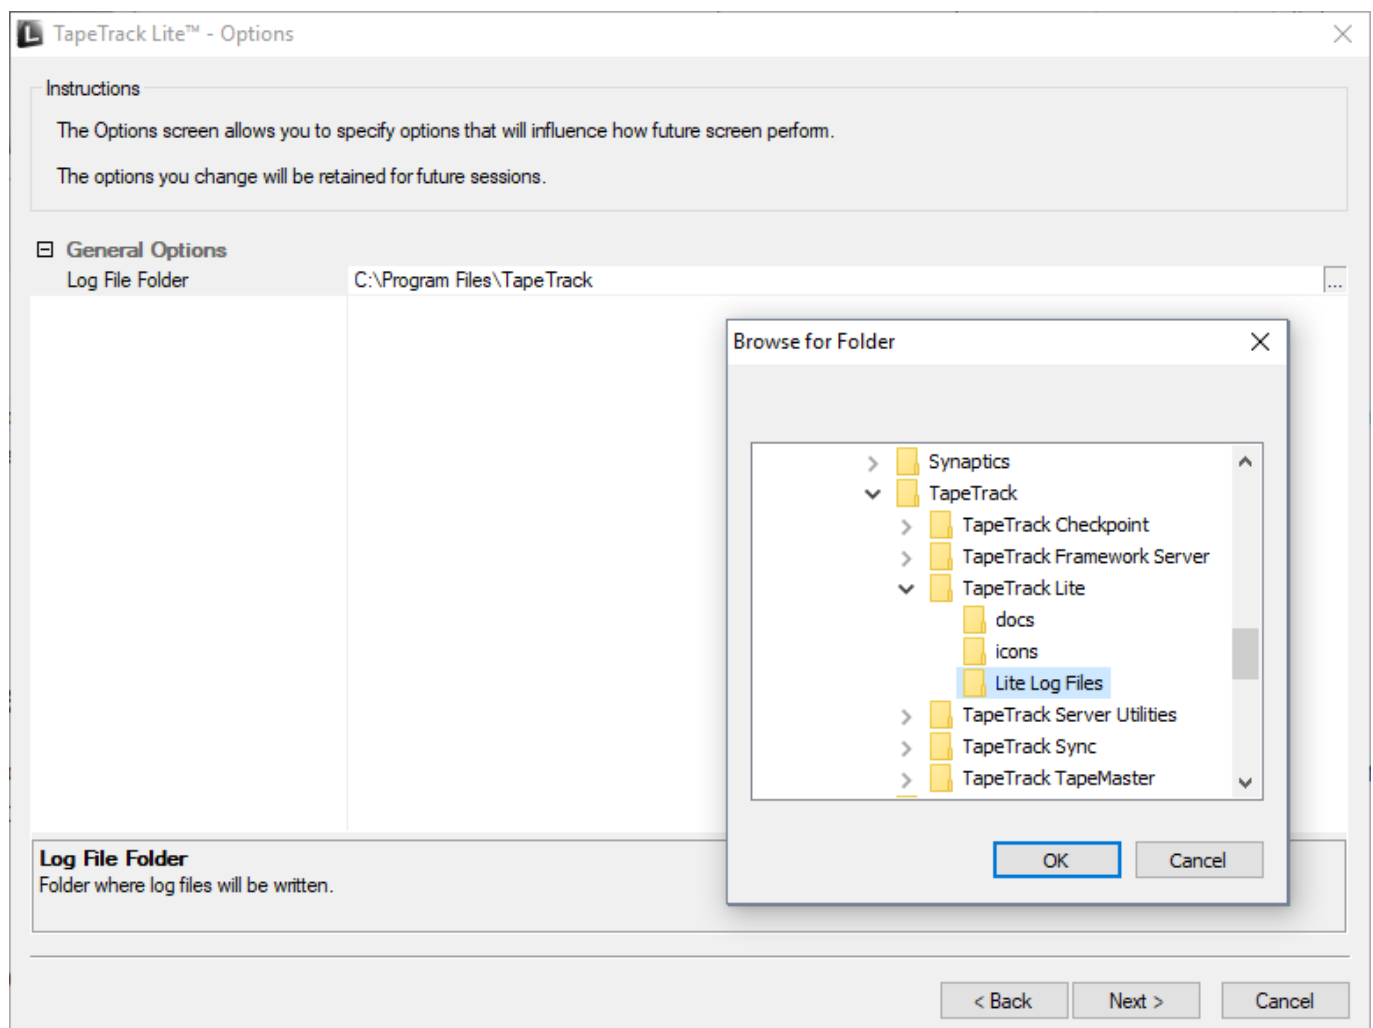 TapeTrack Lite™ - Options
Instructions
The Options screen allows you to specify options that will influence how future screen perform.
The options you change will be retained for future sessions.
General Options
Log File Folder
C:\Program Files\TapeTrack
...
Browse for Folder
Synaptics
TapeTrack
TapeTrack Checkpoint
TapeTrack Framework Server
TapeTrack Lite
docs
icons
Lite Log Files
TapeTrack Server Utilities
TapeTrack Sync
TapeTrack TapeMaster
OK
Cancel
Log File Folder
Folder where log files will be written.
< Back
Next >
Cancel